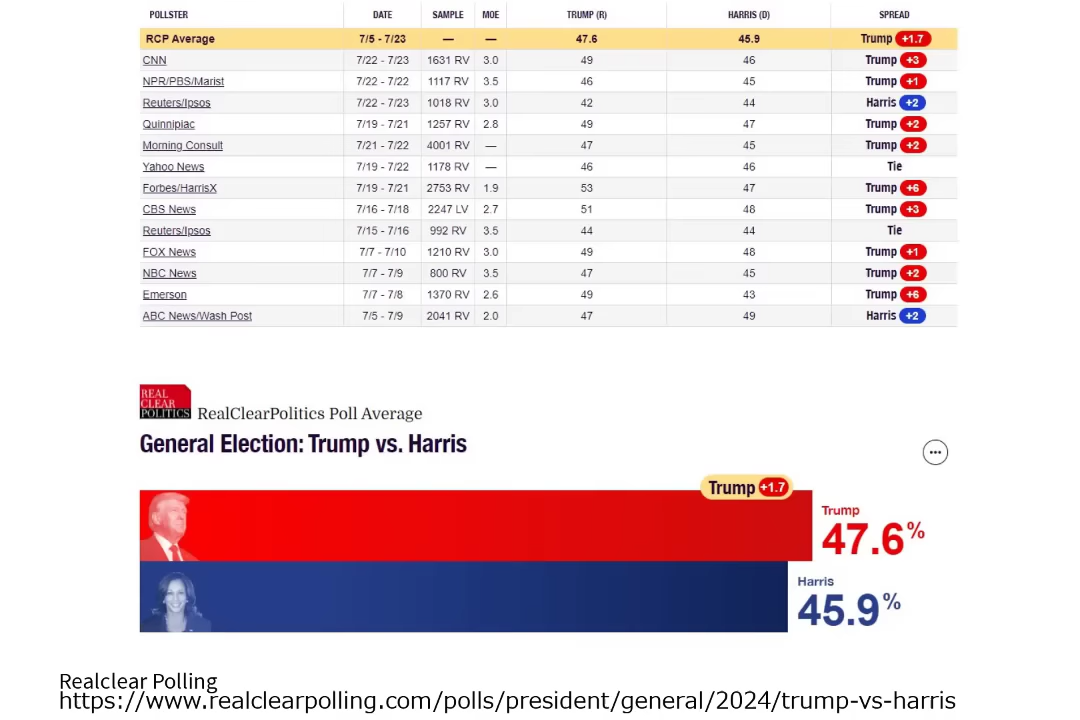 POLLSTER DATE SAMPLE MOE TRUMP (R) HARRIS (D) SPREAD
RCP Average 7/5 - 7/23 — — 47.6 45.9 Trump +1.7
CNN 7/22 - 7/23 1631 RV 3.0 49 46 Trump +3
NPR/PBS/Marist 7/22 - 7/22 1117 RV 3.5 46 45 Trump +1
Reuters/Ipsos 7/22 - 7/23 1018 RV 3.0 42 44 Harris +2
Quinnipiac 7/19 - 7/21 1257 RV 2.8 49 47 Trump +2
Morning Consult 7/21 - 7/22 4001 RV — 47 45 Trump +2
Yahoo News 7/19 - 7/22 1178 RV — 46 46 Tie
Forbes/HarrisX 7/19 - 7/21 2753 RV 1.9 53 47 Trump +6
CBS News 7/16 - 7/18 2247 LV 2.7 51 48 Trump +3
Reuters/Ipsos 7/15 - 7/16 992 RV 3.5 44 44 Tie
FOX News 7/7 - 7/10 1210 RV 3.0 49 48 Trump +1
NBC News 7/7 - 7/9 800 RV 3.5 47 45 Trump +2
Emerson 7/7 - 7/8 1370 RV 2.6 49 43 Trump +6
ABC News/Wash Post 7/5 - 7/9 2041 RV 2.0 47 49 Harris +2
REAL
CLEAR
POLITICS RealClearPolitics Poll Average
General Election: Trump vs. Harris
Trump +1.7
Trump
47.6%
Harris
45.9%
Realclear Polling
https://www.realclearpolling.com/polls/president/general/2024/trump-vs-harris